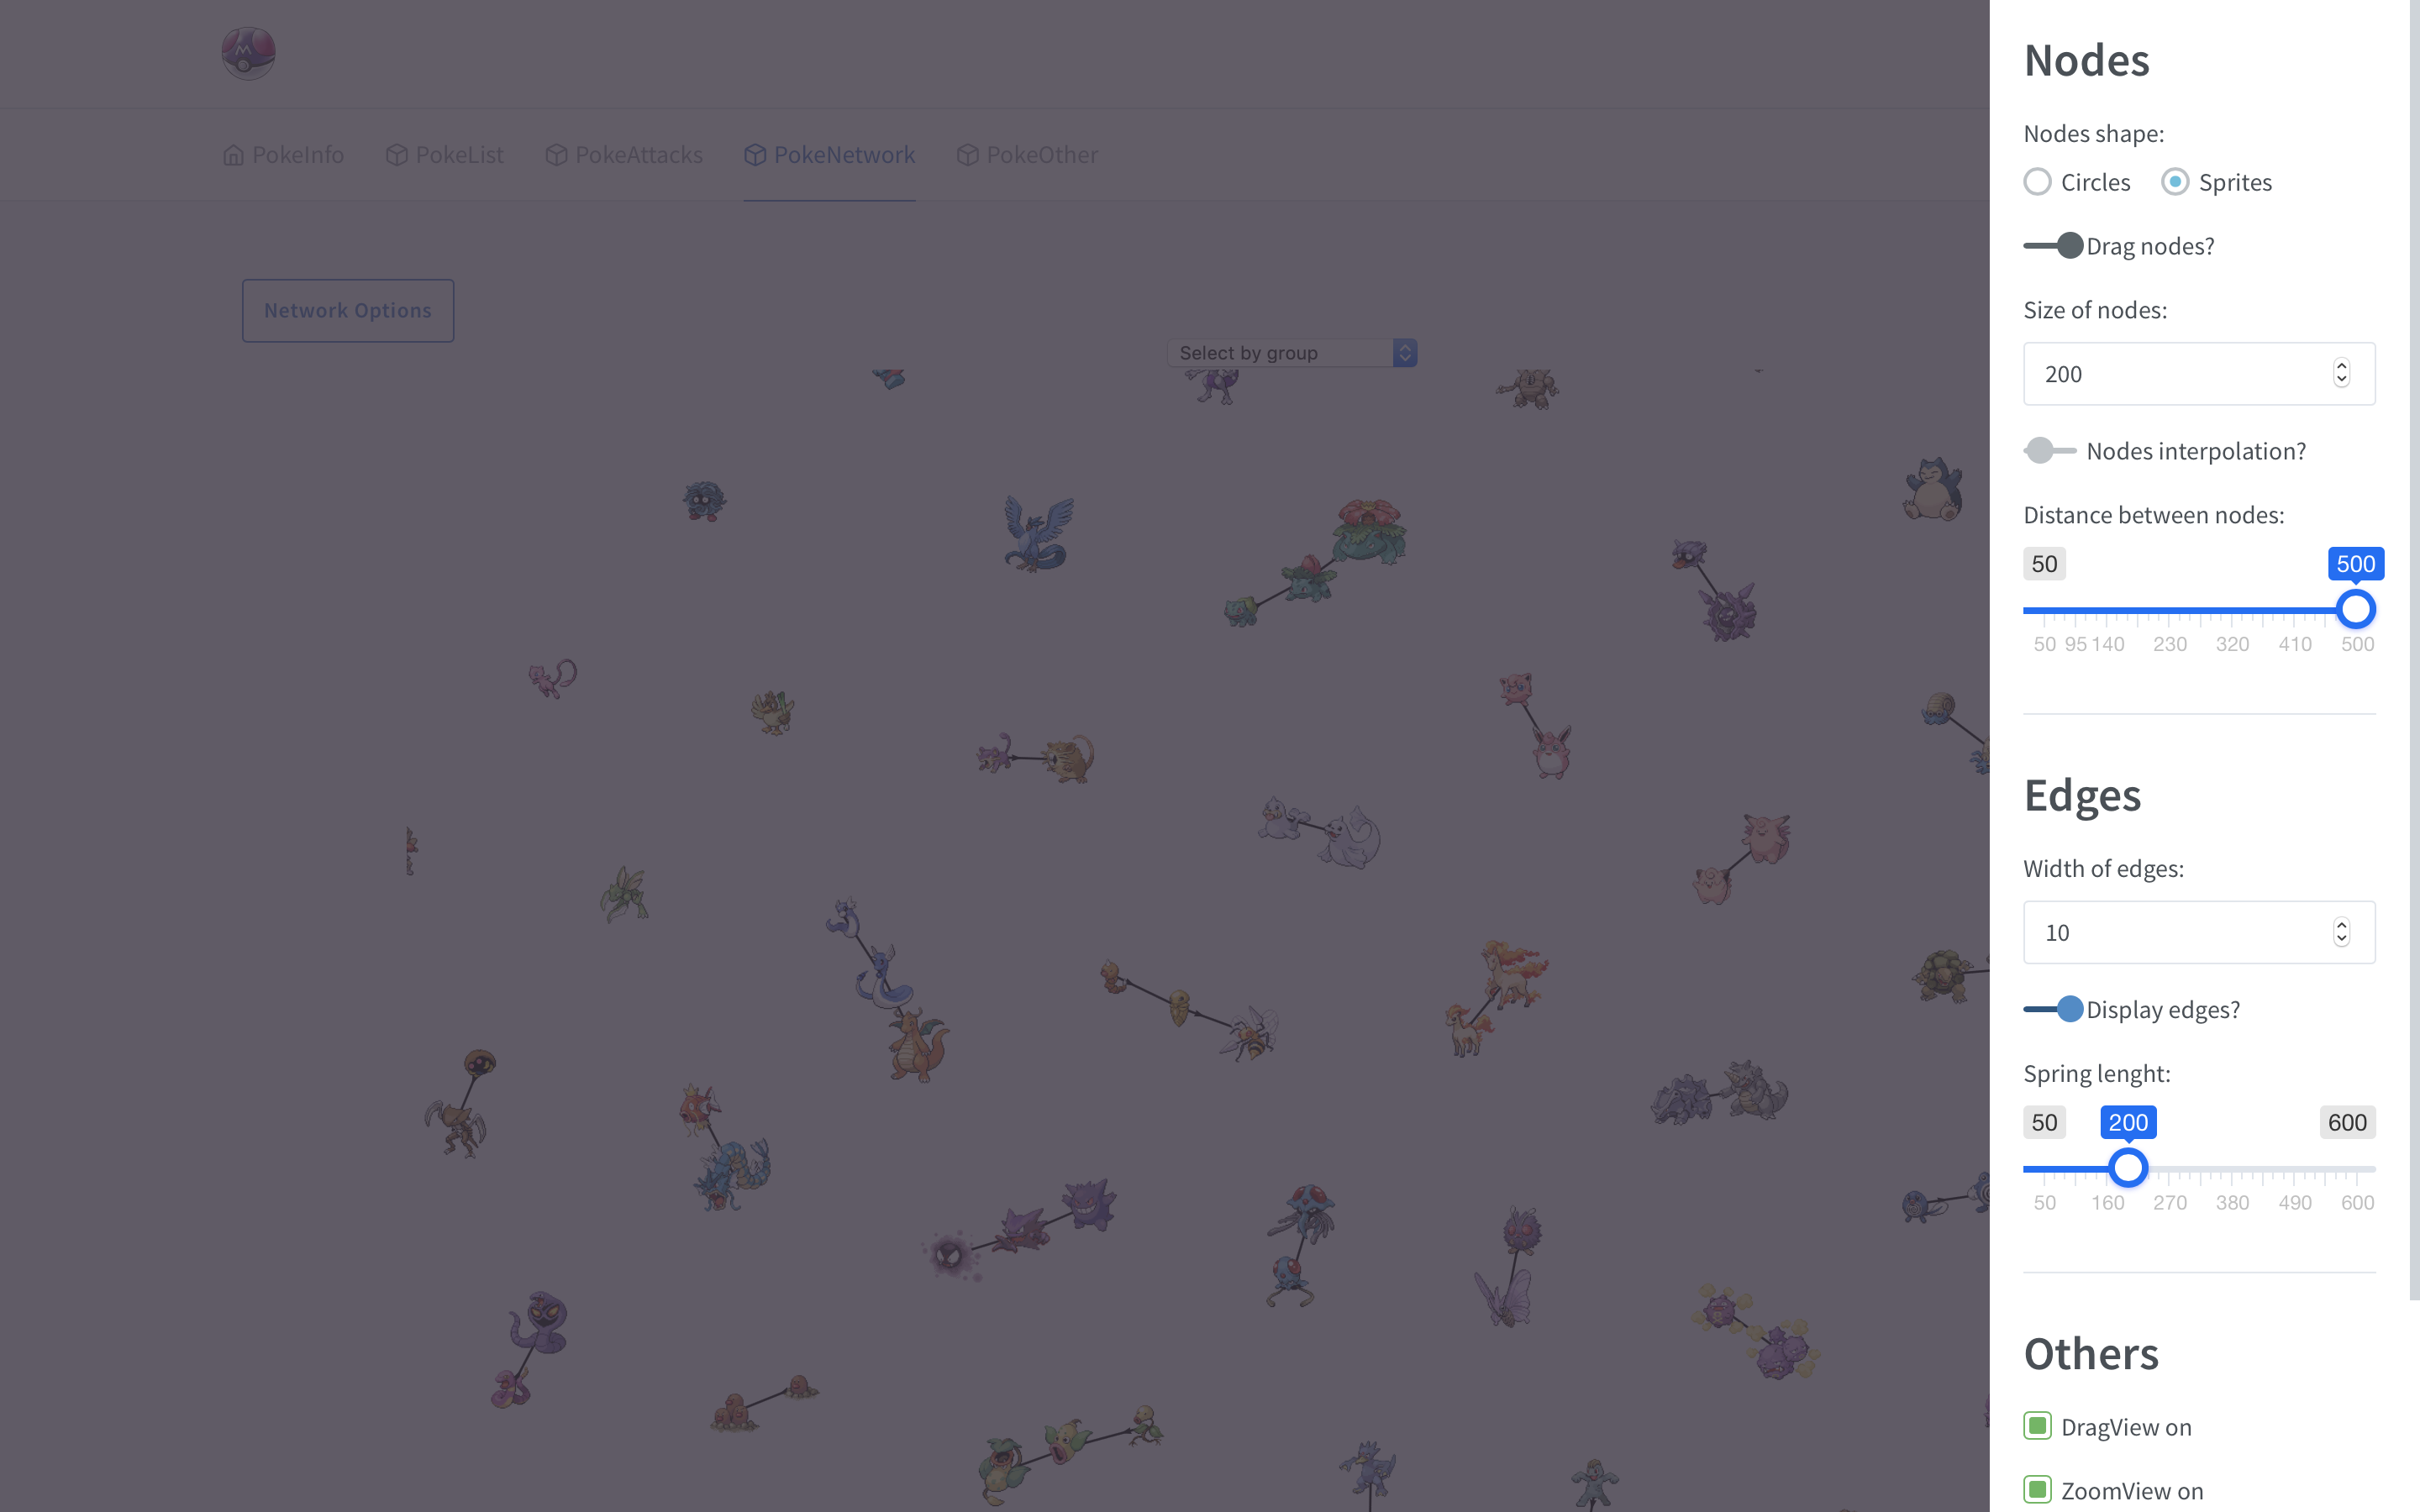 M
PokeInfo PokeList PokeAttacks PokeNetwork PokeOther
Network Options
Select by group
Nodes
Nodes shape:
Circles Sprites
Drag nodes?
Size of nodes:
200
Nodes interpolation?
Distance between nodes:
50 500
50 95 140 230 320 410 500
Edges
Width of edges:
10
Display edges?
Spring lenght:
50 200 600
50 160 270 380 490 600
Others
DragView on
ZoomView on